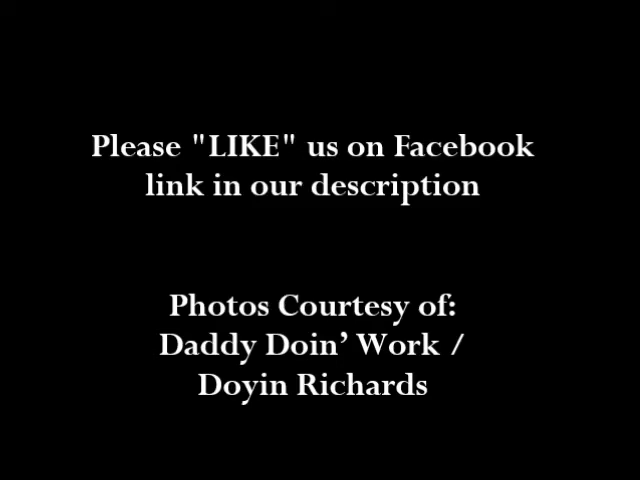 Please "LIKE" us on Facebook
link in our description
Photos Courtesy of:
Daddy Doin’ Work /
Doyin Richards